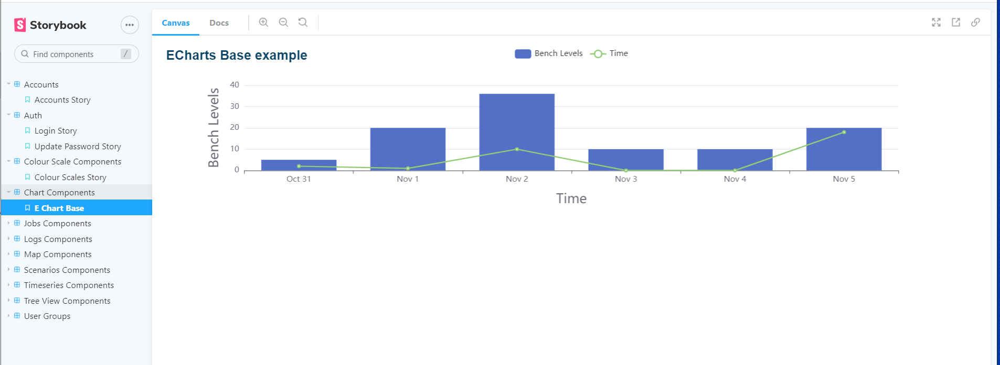 Storybook
Find components /
Accounts
Accounts Story
Auth
Login Story
Update Password Story
Colour Scale Components
Colour Scales Story
Chart Components
E Chart Base
Jobs Components
Logs Components
Map Components
Scenarios Components
Timeseries Components
Tree View Components
User Groups
Canvas Docs
ECharts Base example
Bench Levels Time
Bench Levels
40
30
20
10
0
Oct 31 Nov 1 Nov 2 Nov 3 Nov 4 Nov 5
Time